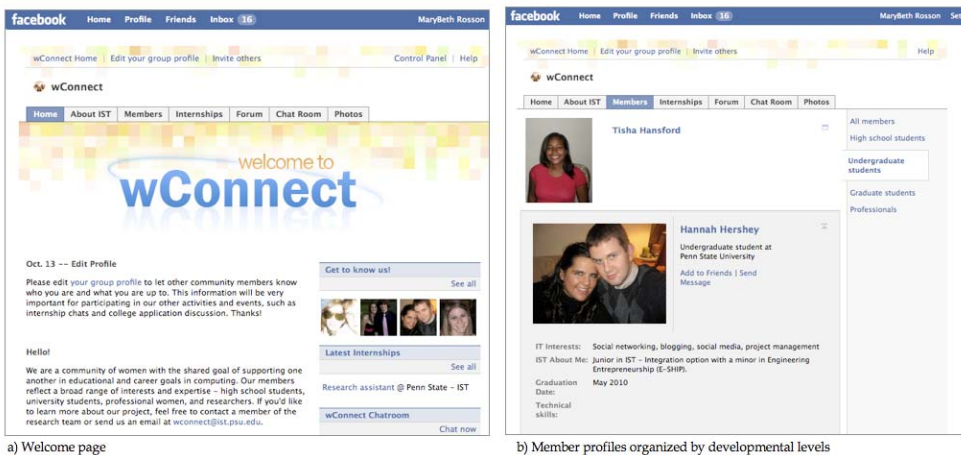 facebook Home Profile Friends Inbox 16 MaryBeth Rosson
wConnect Home | Edit your group profile | Invite others Control Panel | Help
wConnect
Home About IST Members Internships Forum Chat Room Photos
welcome to
wConnect
Oct. 13 -- Edit Profile
Please edit your group profile to let other community members know
who you are and what you are up to. This information will be very
important for participating in our other activities and events, such as
internship chats and college application discussion. Thanks!
Hello!
We are a community of women with the shared goal of supporting one
another in educational and career goals in computing. Our members
reflect a broad range of interests and expertise – high school students,
university students, professional women, and researchers. If you'd like
to learn more about our project, feel free to contact a member of the
research team or send us an email at wconnect@ist.psu.edu.
Get to know us!
See all
Latest Internships
See all
Research assistant @ Penn State – IST
wConnect Chatroom
Chat now
a) Welcome page
facebook Home Profile Friends Inbox 16 MaryBeth Rosson Set
wConnect Home | Edit your group profile | Invite others Help
wConnect
Home About IST Members Internships Forum Chat Room Photos
Tisha Hansford
All members
High school students
Undergraduate
students
Graduate students
Professionals
Hannah Hershey
Undergraduate student at
Penn State University
Add to Friends | Send
Message
IT Interests: Social networking, blogging, social media, project management
IST About Me: Junior in IST – Integration option with a minor in Engineering
Entrepreneurship (E-SHIP).
Graduation May 2010
Date:
Technical
skills:
b) Member profiles organized by developmental levels